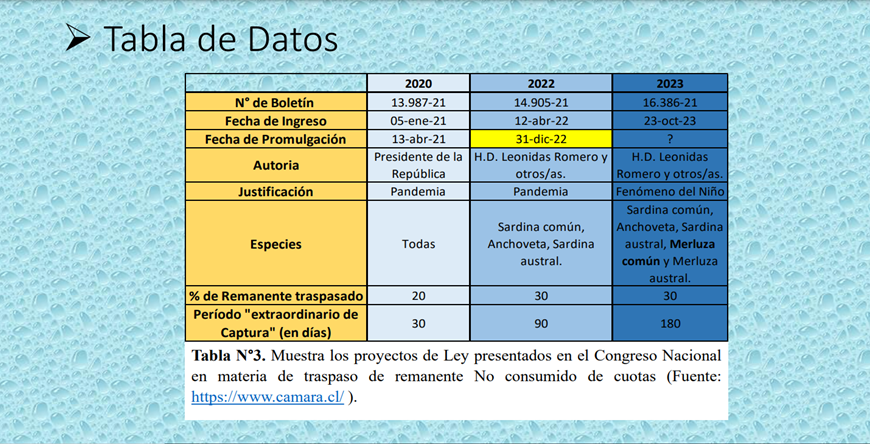 Tabla de Datos
2020 2022 2023
N° de Boletín 13.987-21 14.905-21 16.386-21
Fecha de Ingreso 05-ene-21 12-abr-22 23-oct-23
Fecha de Promulgación 13-abr-21 31-dic-22 ?
Autoria Presidente de la República H.D. Leonidas Romero y otros/as. H.D. Leonidas Romero y otros/as.
Justificación Pandemia Pandemia Fenómeno del Niño
Especies Todas Sardina común, Anchoveta, Sardina austral. Sardina común, Anchoveta, Sardina austral, Merluza común y Merluza austral.
% de Remanente traspasado 20 30 30
Período "extraordinario de Captura" (en días) 30 90 180
Tabla N°3. Muestra los proyectos de Ley presentados en el Congreso Nacional
en materia de traspaso de remanente No consumido de cuotas (Fuente:
https://www.camara.cl/ ).